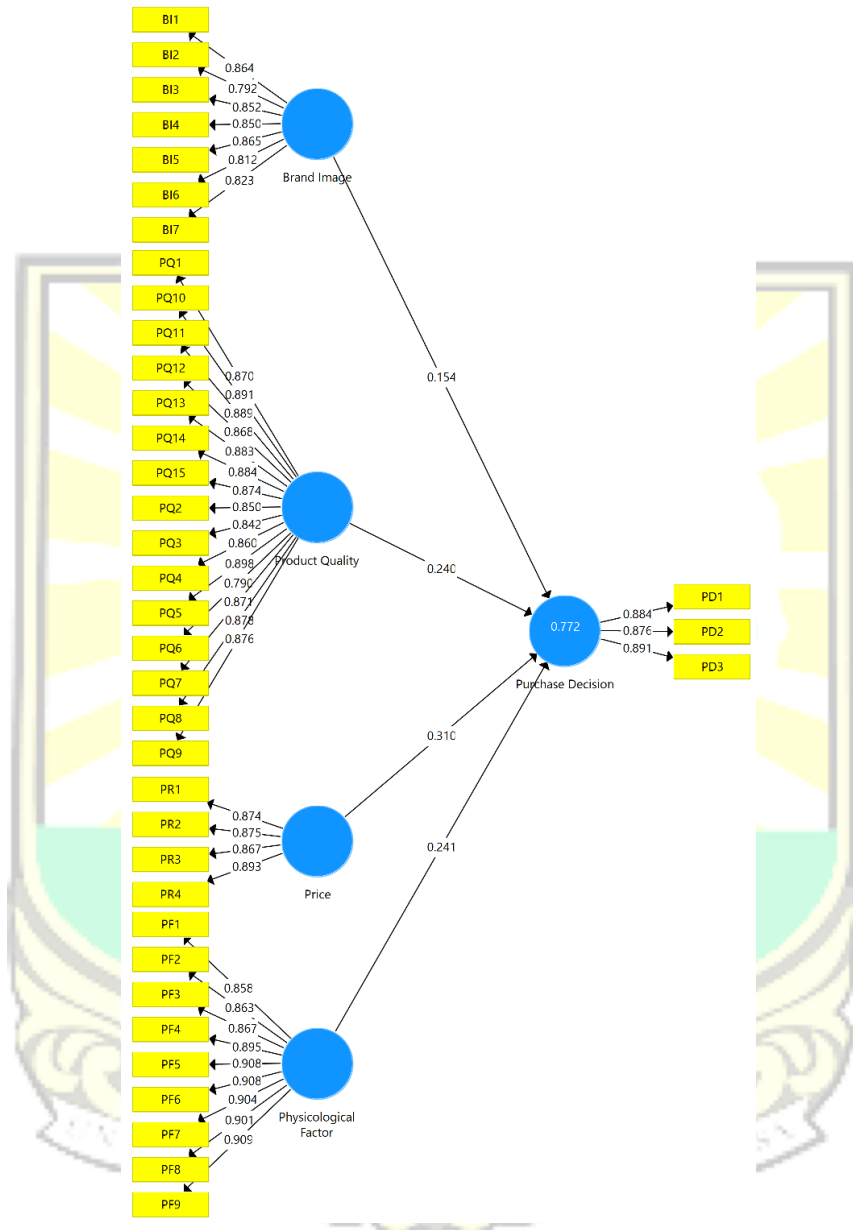 BI1
BI2
BI3
BI4
BI5
BI6
BI7
0.864
0.792
0.852
0.850
0.865
0.812
0.823
Brand Image
PQ1
PQ10
PQ11
PQ12
PQ13
PQ14
PQ15
PQ2
PQ3
PQ4
PQ5
PQ6
PQ7
PQ8
PQ9
0.870
0.891
0.889
0.868
0.883
0.884
0.874
0.850
0.842
0.860
0.898
0.790
0.871
0.878
0.876
Product Quality
PR1
PR2
PR3
PR4
0.874
0.875
0.867
0.893
Price
PF1
PF2
PF3
PF4
PF5
PF6
PF7
PF8
PF9
0.858
0.863
0.867
0.895
0.908
0.908
0.904
0.901
0.909
Physicological
Factor
0.154
0.240
0.310
0.241
0.772
Purchase Decision
0.884
0.876
0.891
PD1
PD2
PD3